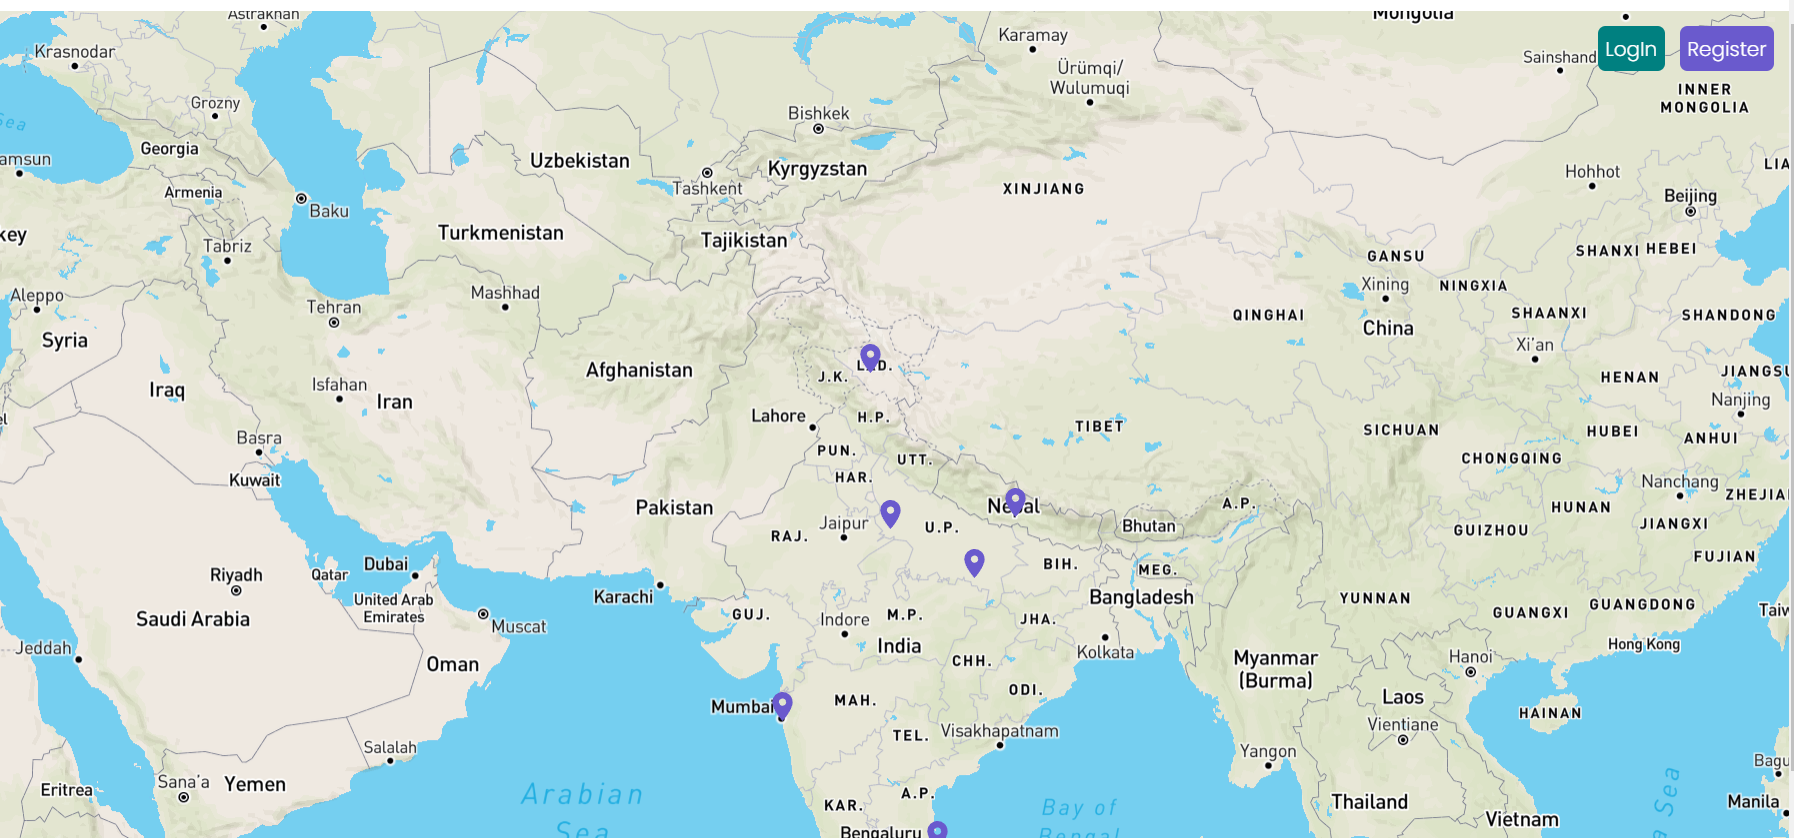 Astrakhan
Mongolia
LogIn
Register
Krasnodar
Karamay
Sainshand
Ürümqi/
Wulumuqi
INNER
MONGOLIA
Grozny
Bishkek
Sea
Georgia
Uzbekistan
Kyrgyzstan
amsun
LIA
Hohhot
Armenia
Tashkent
XINJIANG
Beijing
Baku
key
Turkmenistan
Tajikistan
Tabriz
GANSU
SHANXI
HEBEI
Aleppo
Mashhad
Xining
NINGXIA
Tehran
QINGHAI
SHAANXI
SHANDONG
Syria
China
Xi'an
Afghanistan
J.K.
HENAN
JIANGSU
Iraq
Isfahan
Iran
Nanjing
Lahore
H.P.
TIBET
SICHUAN
HUBEI
ANHUI
Basra
PUN.
UTT.
CHONGQING
Kuwait
HAR.
Nanchang
ZHEJIA
Pakistan
Nepal
A.P.
HUNAN
Jaipur
U.P.
Bhutan
GUIZHOU
JIANGXI
RAJ.
FUJIAN
Dubai
BIH.
MEG.
Riyadh
Qatar
Karachi
Bangladesh
United Arab
Emirates
YUNNAN
GUANGXI
GUANGDONG
Taiw
Saudi Arabia
GUJ.
Indore
M.P.
JHA.
Muscat
India
Jeddah
Kolkata
Hong Kong
Oman
CHH.
Myanmar
(Burma)
Hanoi
ODI.
Laos
Mumbai
MAH.
HAINAN
Vientiane
TEL.
Visakhapatnam
Salalah
Yangon
Sana'a
Yemen
Bagu
Eritrea
Arabian
Sea
A.P.
KAR.
Bay of
Bengal
Thailand
Manila
a Sea
Vietnam
Bengaluru